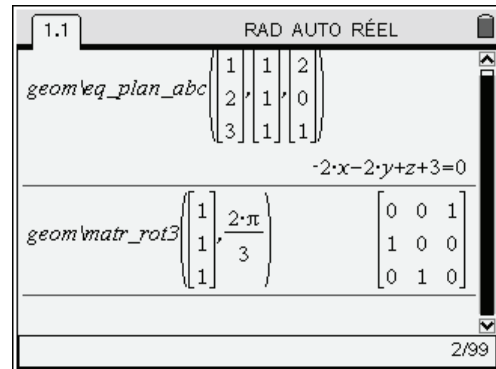 1.1 RAD AUTO RÉEL
geom\eq_plan_abc([1 2 3],[1 1 1],[2 0 1])
-2·x-2·y+z+3=0
geom\matr_rot3([1 1 1],2·π/3) [0 0 1
1 0 0
0 1 0]
2/99